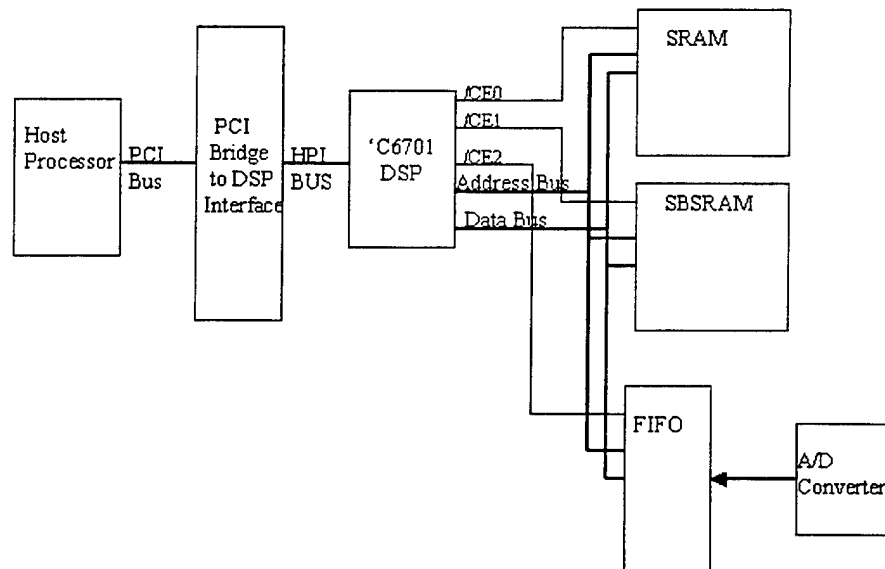 SRAM
/CE0
Host
Processor
PCI
Bus
PCI
Bridge
to DSP
Interface
HPI
BUS
'C6701
DSP
/CE1
/CE2
Address Bus
Data Bus
SBSRAM
FIFO
A/D
Converter